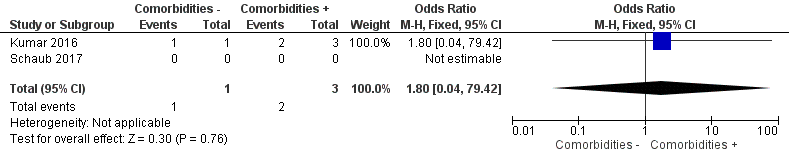 Comorbidities - Comorbidities + Odds Ratio Odds Ratio
Study or Subgroup Events Total Events Total Weight M-H, Fixed, 95% CI M-H, Fixed, 95% CI
Kumar 2016 1 1 2 3 100.0% 1.80 [0.04, 79.42]
Schaub 2017 0 0 0 0 Not estimable
Total (95% CI) 1 3 100.0% 1.80 [0.04, 79.42]
Total events 1 2
Heterogeneity: Not applicable
Test for overall effect: Z = 0.30 (P = 0.76)
0.01 0.1 1 10 100
Comorbidities - Comorbidities +